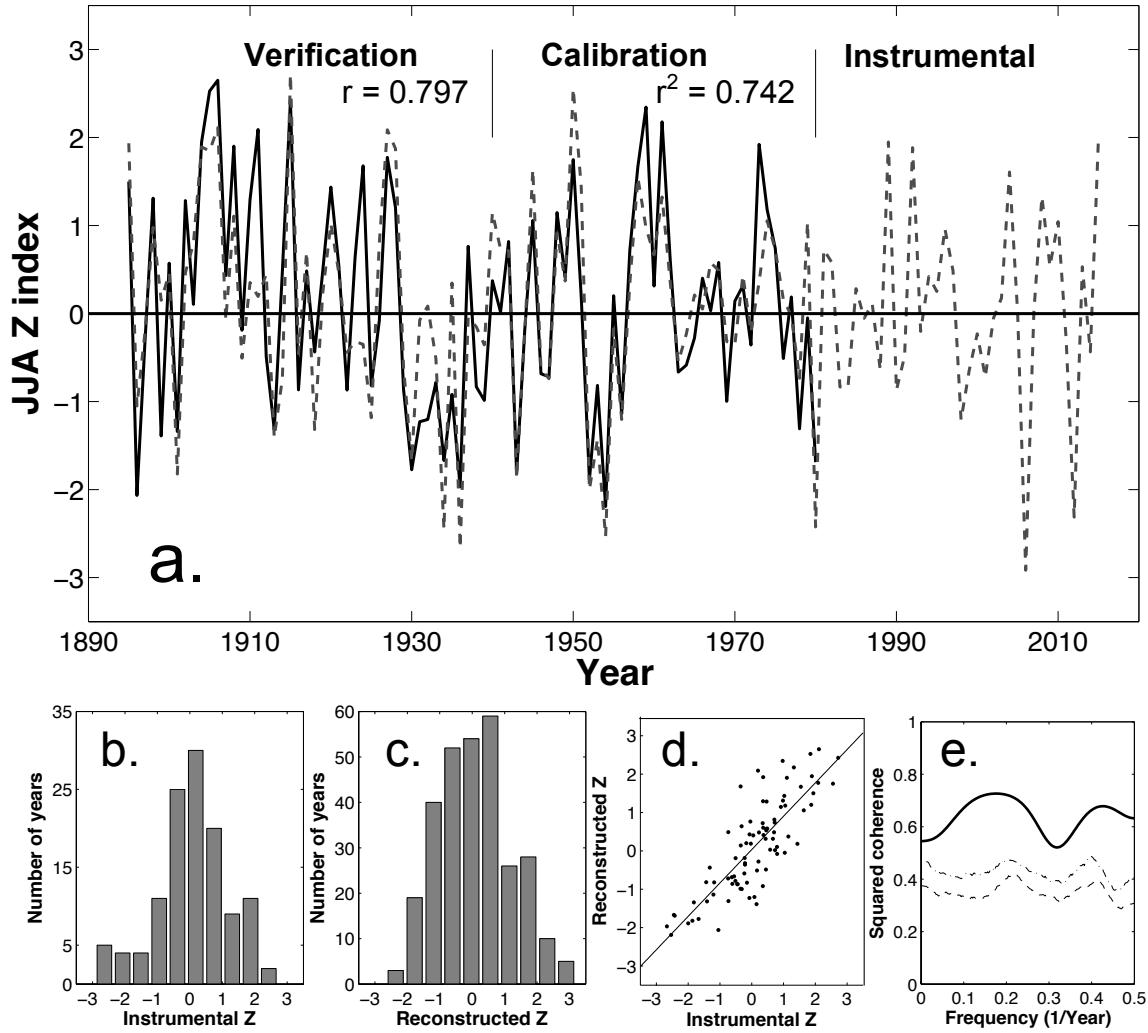 Verification
Calibration
Instrumental
r = 0.797
r² = 0.742
3
2
1
0
−1
−2
−3
JJA Z index
a.
1890 1910 1930 1950 1970 1990 2010
Year
b.
35
25
15
5
0
Number of years
−3 −2 −1 0 1 2 3
Instrumental Z
c.
60
50
40
30
20
10
0
Number of years
−3 −2 −1 0 1 2 3
Reconstructed Z
d.
3
2
1
0
−1
−2
−3
Reconstructed Z
−3 −2 −1 0 1 2 3
Instrumental Z
e.
1
0.8
0.6
0.4
0.2
0
Squared coherence
0 0.1 0.2 0.3 0.4 0.5
Frequency (1/Year)